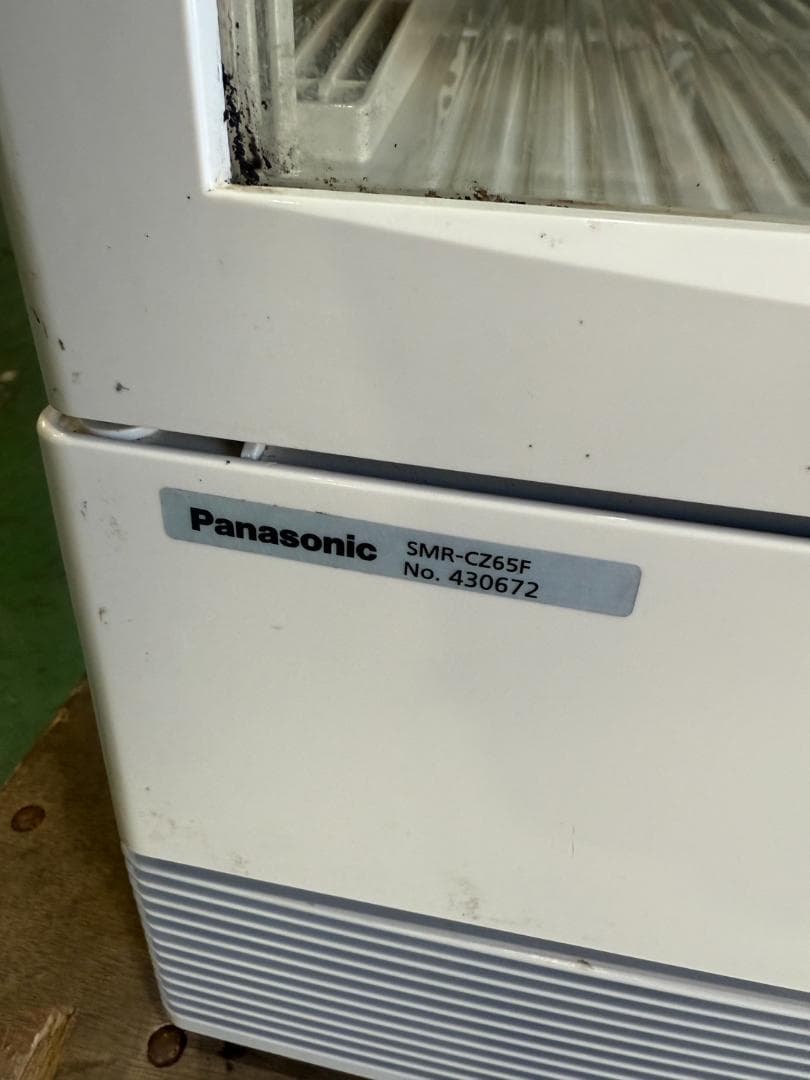 Panasonic
SMR-CZ65F
No. 430672